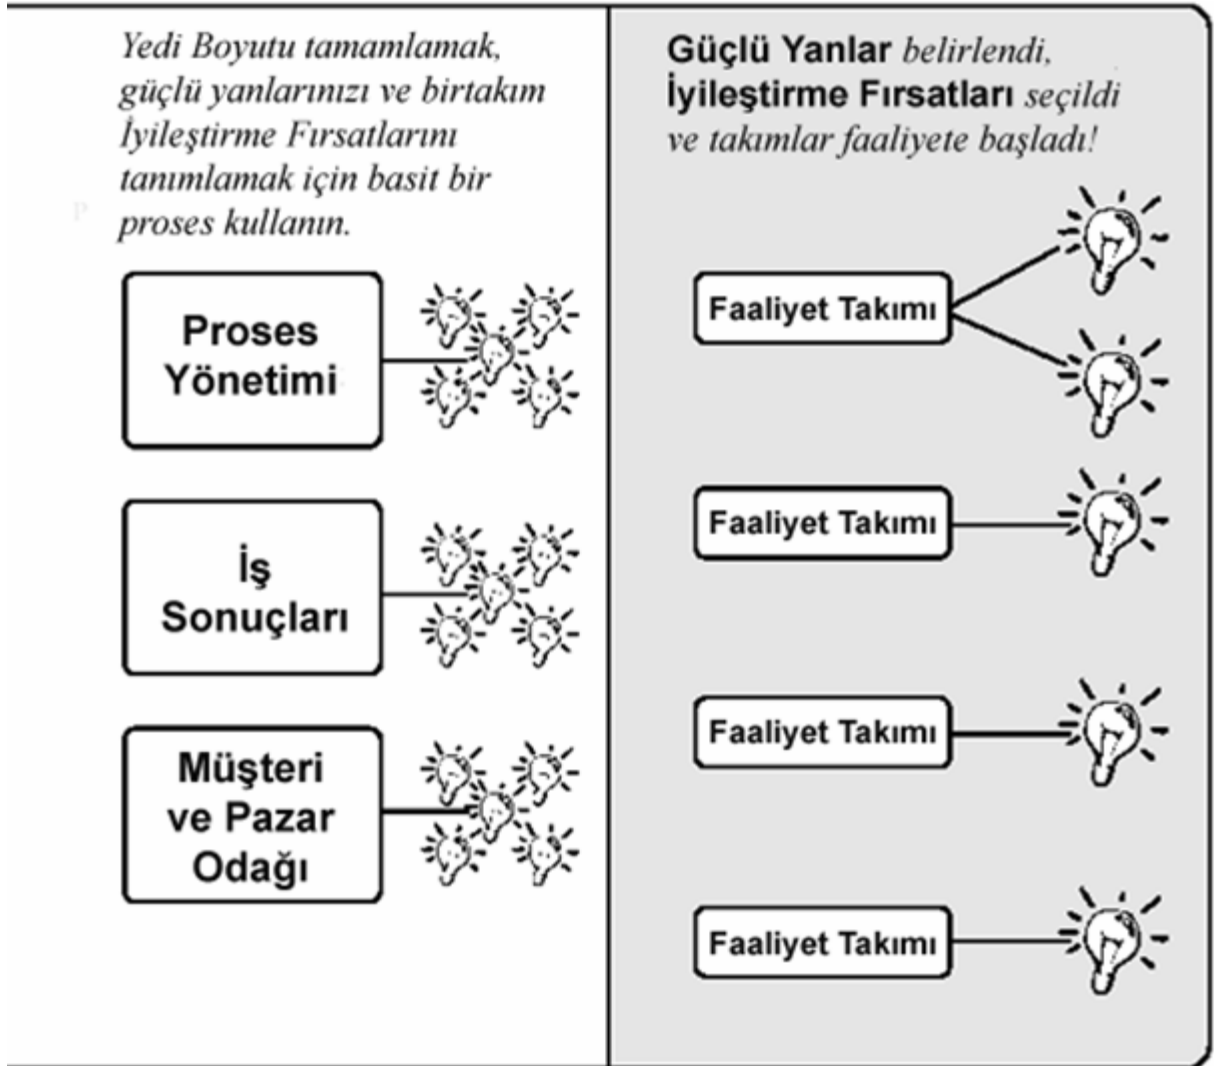 Yedi Boyutu tamamlamak,
güçlü yanlarınızı ve birtakım
İyileştirme Fırsatlarını
tanımlamak için basit bir
proses kullanın.
P
Proses
Yönetimi
İş
Sonuçları
Müşteri
ve Pazar
Odağı
Güçlü Yanlar belirlendi,
İyileştirme Fırsatları seçildi
ve takımlar faaliyete başladı!
Faaliyet Takımı
Faaliyet Takımı
Faaliyet Takımı
Faaliyet Takımı